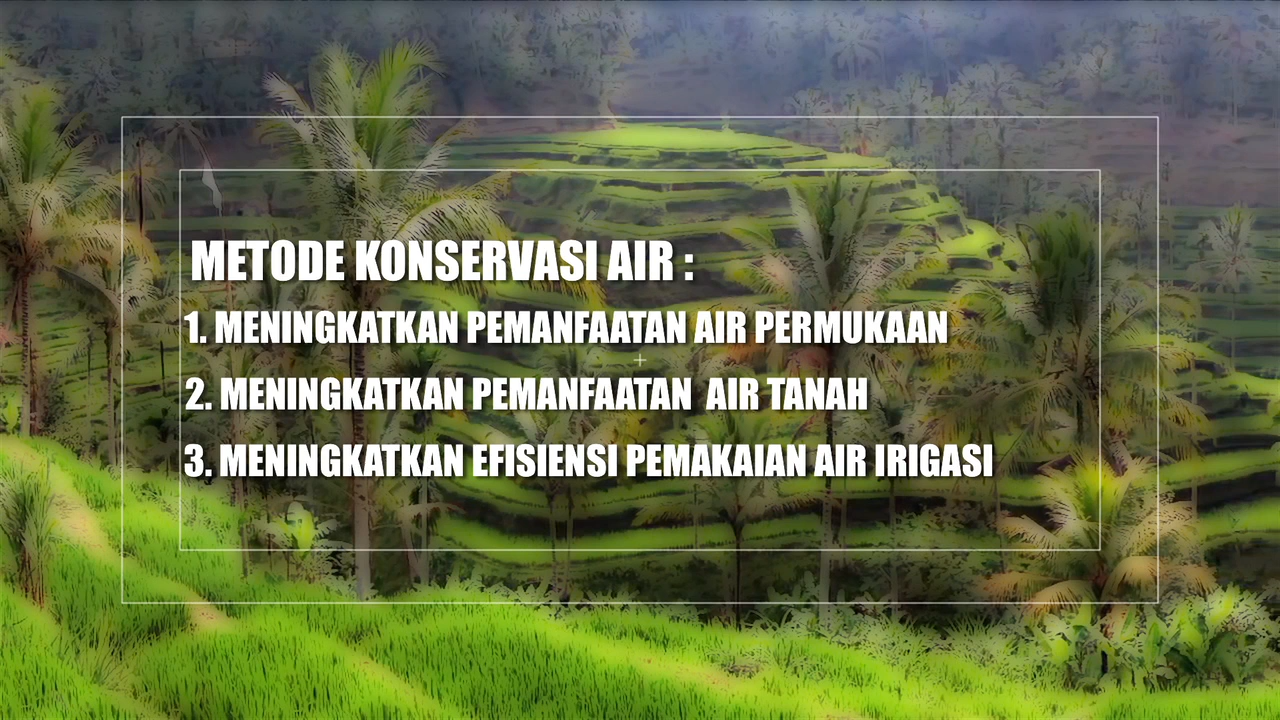 METODE KONSERVASI AIR :
1. MENINGKATKAN PEMANFAATAN AIR PERMUKAAN
2. MENINGKATKAN PEMANFAATAN AIR TANAH
3. MENINGKATKAN EFISIENSI PEMAKAIAN AIR IRIGASI